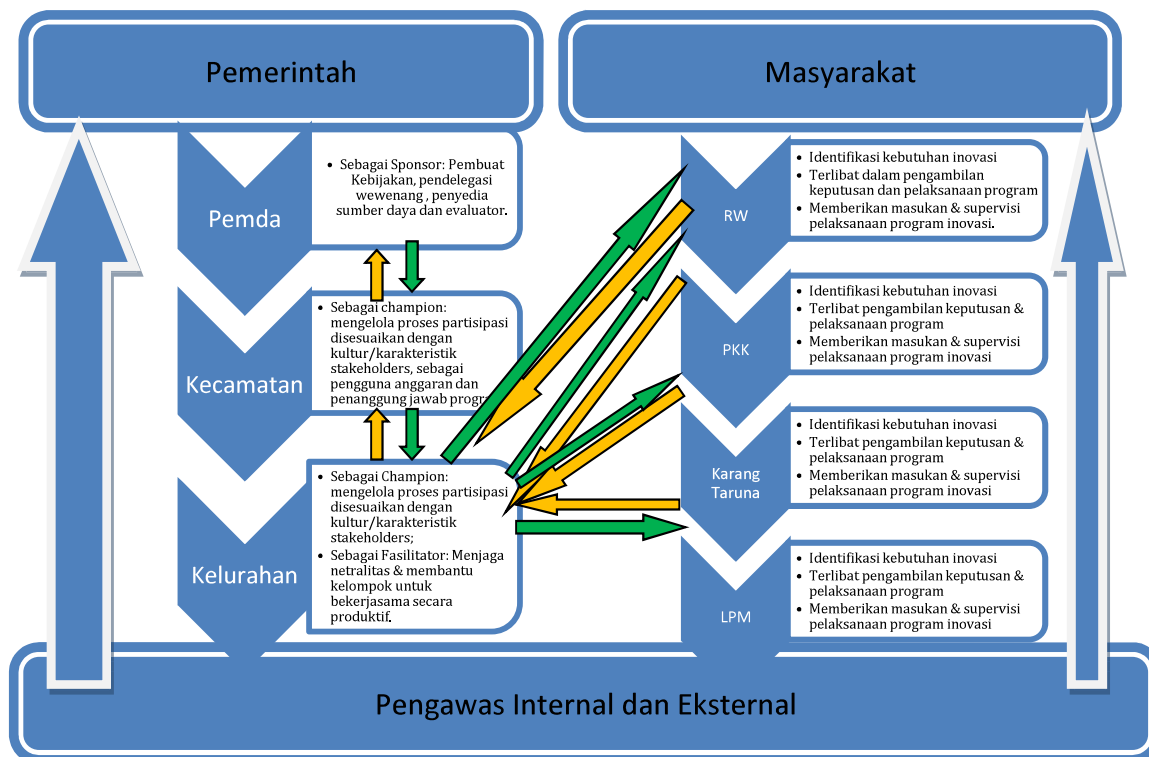 Pemerintah
Masyarakat
Pemda
• Sebagai Sponsor: Pembuat
Kebijakan, pendelegasi
wewenang , penyedia
sumber daya dan evaluator.
Kecamatan
• Sebagai champion:
mengelola proses partisipasi
disesuaikan dengan
kultur/karakteristik
stakeholders, sebagai
pengguna anggaran dan
penanggung jawab
Kelurahan
• Sebagai Champion:
mengelola proses partisipasi
disesuaikan dengan
kultur/karakteristik
stakeholders;
• Sebagai Fasilitator: Menjaga
netralitas & membantu
kelompok untuk
bekerjasama secara
produktif.
RW
• Identifikasi kebutuhan inovasi
• Terlibat dalam pengambilan
keputusan dan pelaksanaan program
• Memberikan masukan & supervisi
pelaksanaan program inovasi.
PKK
• Identifikasi kebutuhan inovasi
• Terlibat pengambilan keputusan &
pelaksanaan program
• Memberikan masukan & supervisi
pelaksanaan program inovasi
Karang
Taruna
• Identifikasi kebutuhan inovasi
• Terlibat pengambilan keputusan &
pelaksanaan program
• Memberikan masukan & supervisi
pelaksanaan program inovasi
LPM
• Identifikasi kebutuhan inovasi
• Terlibat pengambilan keputusan &
pelaksanaan program
• Memberikan masukan & supervisi
pelaksanaan program inovasi
Pengawas Internal dan Eksternal